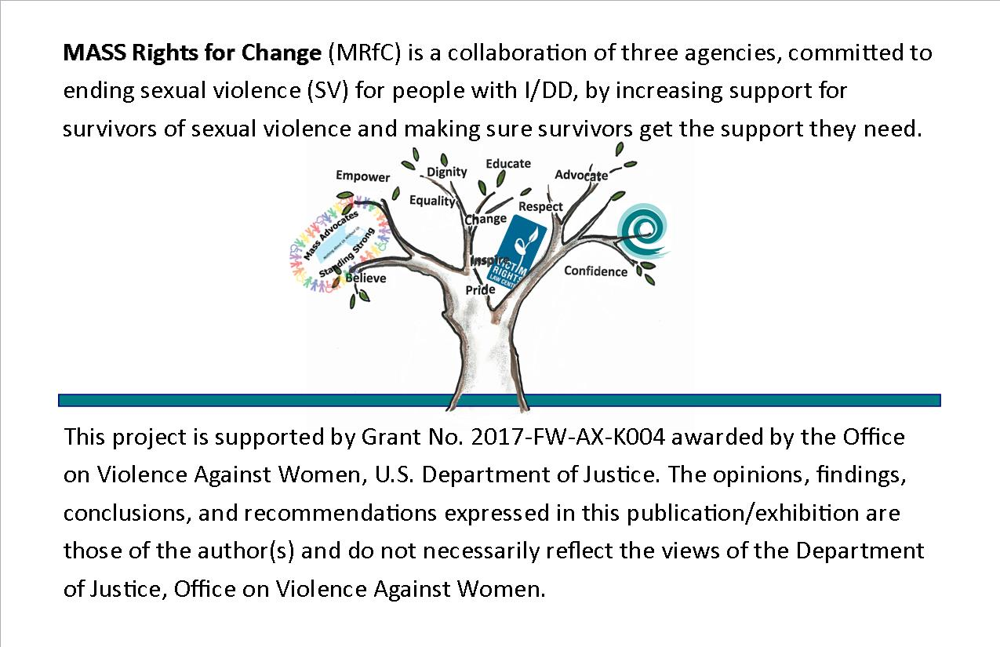 MASS Rights for Change (MRfC) is a collaboration of three agencies, committed to
ending sexual violence (SV) for people with I/DD, by increasing support for
survivors of sexual violence and making sure survivors get the support they need.
Educate
Dignity
Empower
Advocate
Equality
Respect
Change
Mass Advocates
Standing Strong
Inspire
VICTIM
RIGHTS
LAW CENTER
Confidence
Believe
Pride
This project is supported by Grant No. 2017-FW-AX-K004 awarded by the Office
on Violence Against Women, U.S. Department of Justice. The opinions, findings,
conclusions, and recommendations expressed in this publication/exhibition are
those of the author(s) and do not necessarily reflect the views of the Department
of Justice, Office on Violence Against Women.